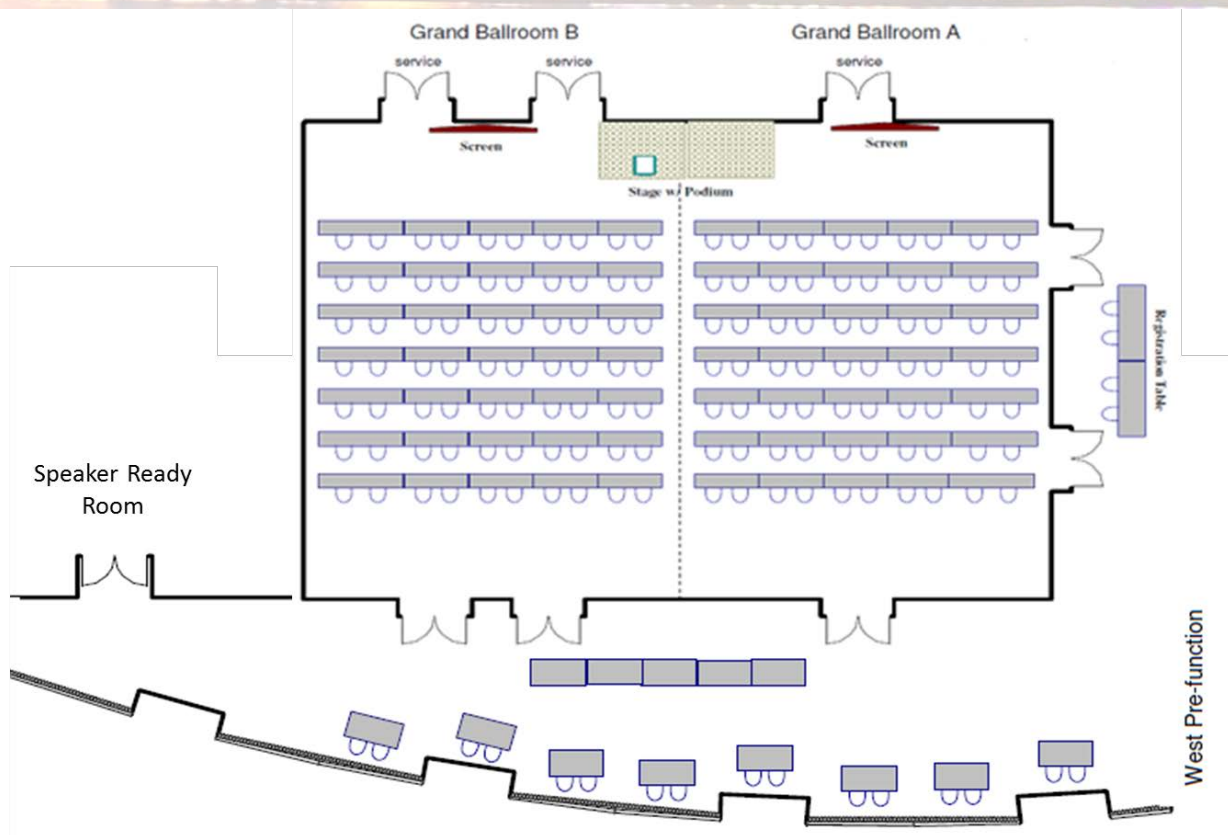 Grand Ballroom B
Grand Ballroom A
service
service
service
Screen
Screen
Stage w/ Podium
Registration Table
Speaker Ready
Room
West Pre-function